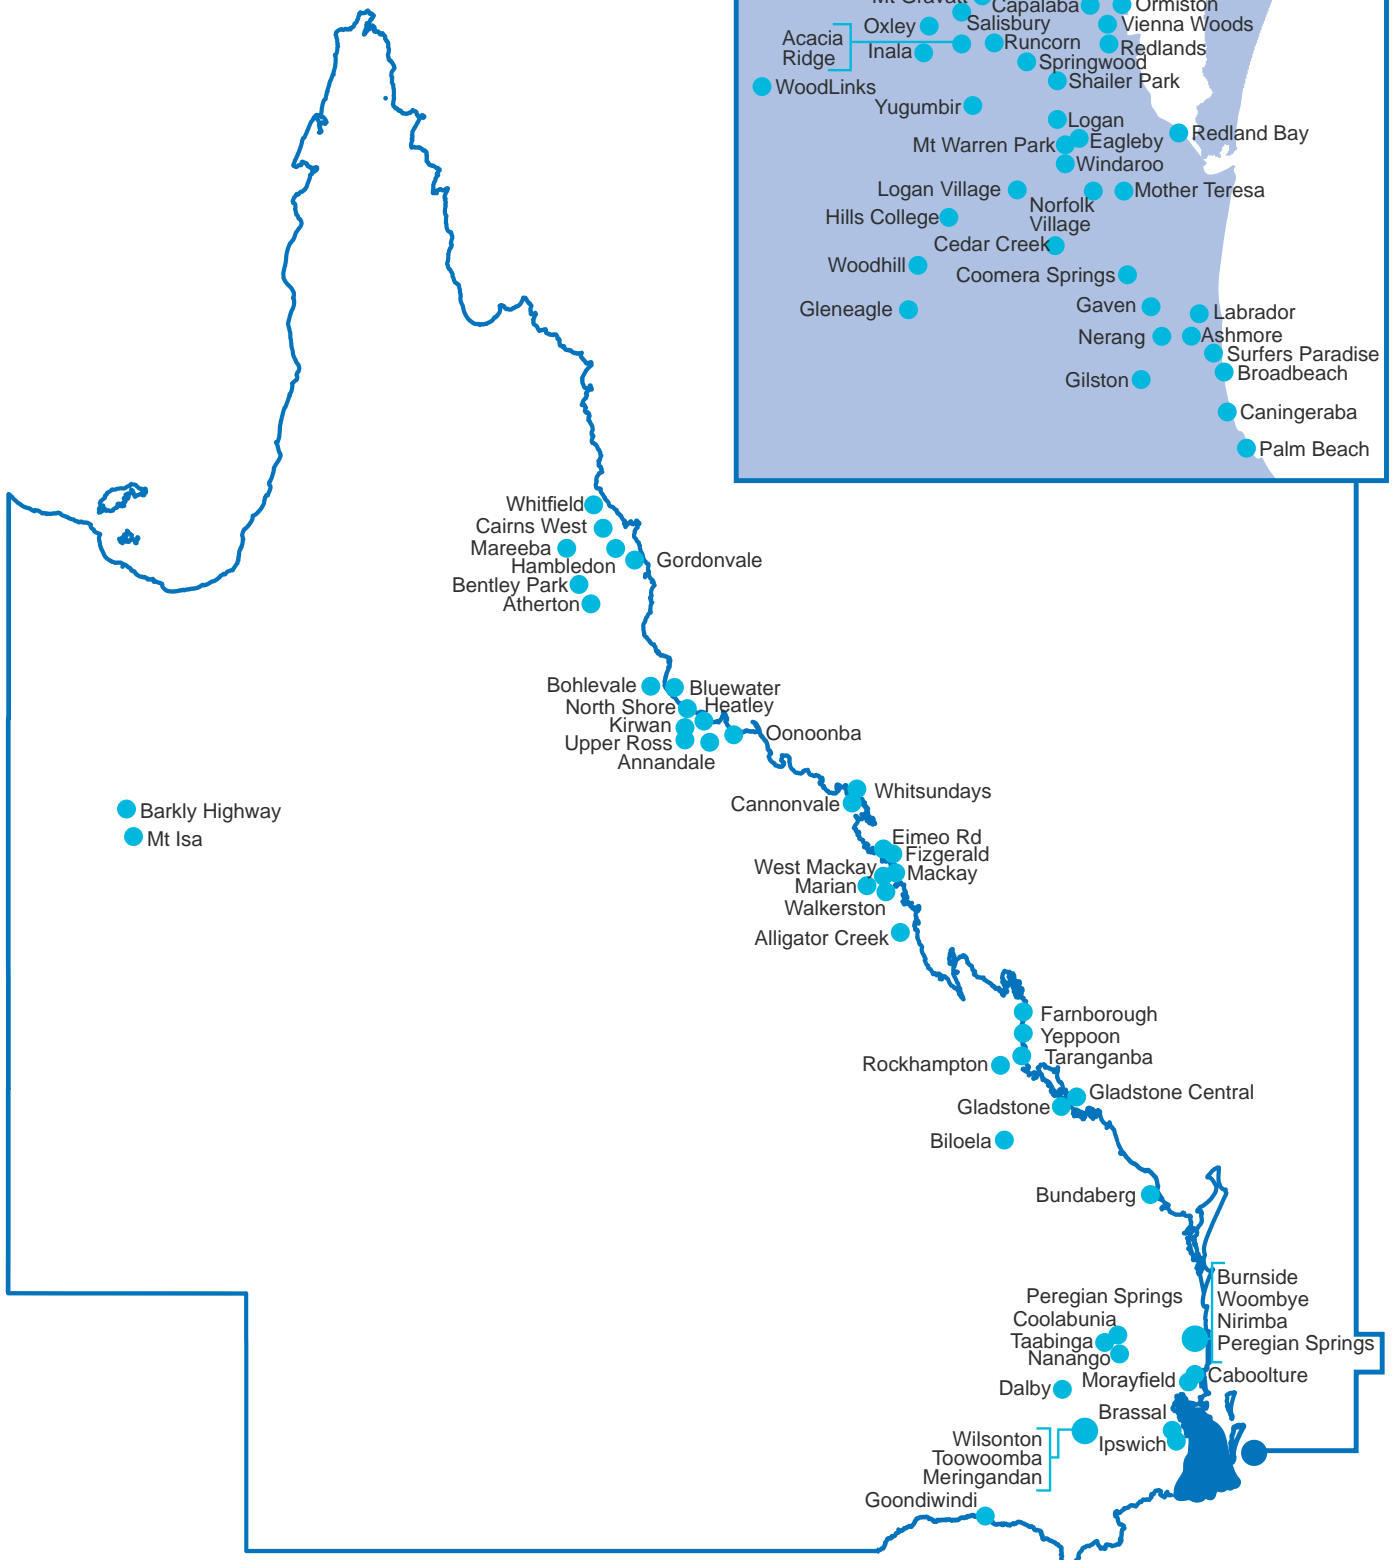 Mt Gravatt
Capalaba
Ormiston
Oxley
Salisbury
Vienna Woods
Acacia
Ridge
Inala
Runcorn
Redlands
Springwood
Shailer Park
WoodLinks
Yugumbir
Logan
Redland Bay
Mt Warren Park
Eagleby
Windaroo
Logan Village
Norfolk
Village
Mother Teresa
Hills College
Cedar Creek
Woodhill
Coomera Springs
Gleneagle
Gaven
Labrador
Nerang
Ashmore
Surfers Paradise
Gilston
Broadbeach
Caningeraba
Palm Beach
Whitfield
Cairns West
Mareeba
Hambledon
Gordonvale
Bentley Park
Atherton
Bohlevale
Bluewater
North Shore
Heatley
Kirwan
Upper Ross
Oonoonba
Annandale
Barkly Highway
Mt Isa
Whitsundays
Cannonvale
Eimeo Rd
Fizgerald
West Mackay
Mackay
Marian
Walkerston
Alligator Creek
Farnborough
Yeppoon
Taranganba
Rockhampton
Gladstone Central
Gladstone
Biloela
Bundaberg
Burnside
Woombye
Nirimba
Peregian Springs
Peregian Springs
Coolabunia
Taabinga
Nanango
Caboolture
Morayfield
Dalby
Brassal
Ipswich
Wilsonton
Toowoomba
Meringandan
Goondiwindi